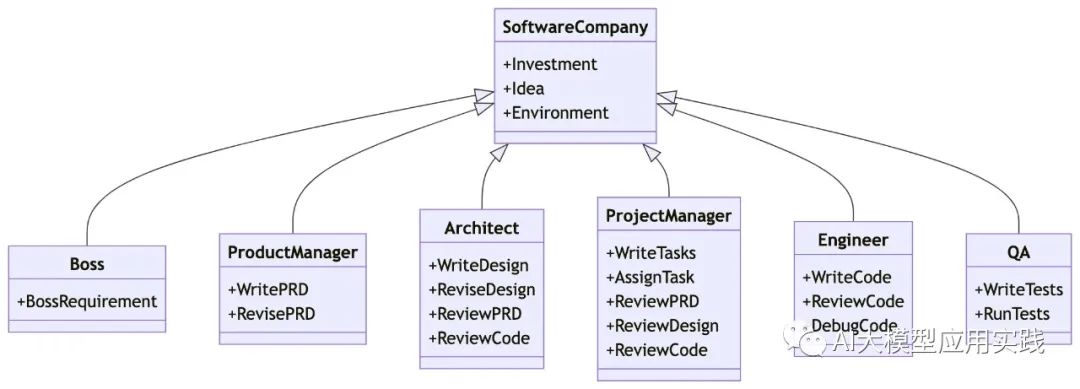 SoftwareCompany
+Investment
+Idea
+Environment
Boss
+BossRequirement
ProductManager
+WritePRD
+RevisePRD
Architect
+WriteDesign
+ReviseDesign
+ReviewPRD
+ReviewCode
ProjectManager
+WriteTasks
+AssignTask
+ReviewPRD
+ReviewDesign
+ReviewCode
Engineer
+WriteCode
+ReviewCode
DebugCode
QA
+WriteTests
+RunTests
AI大模型应用实践